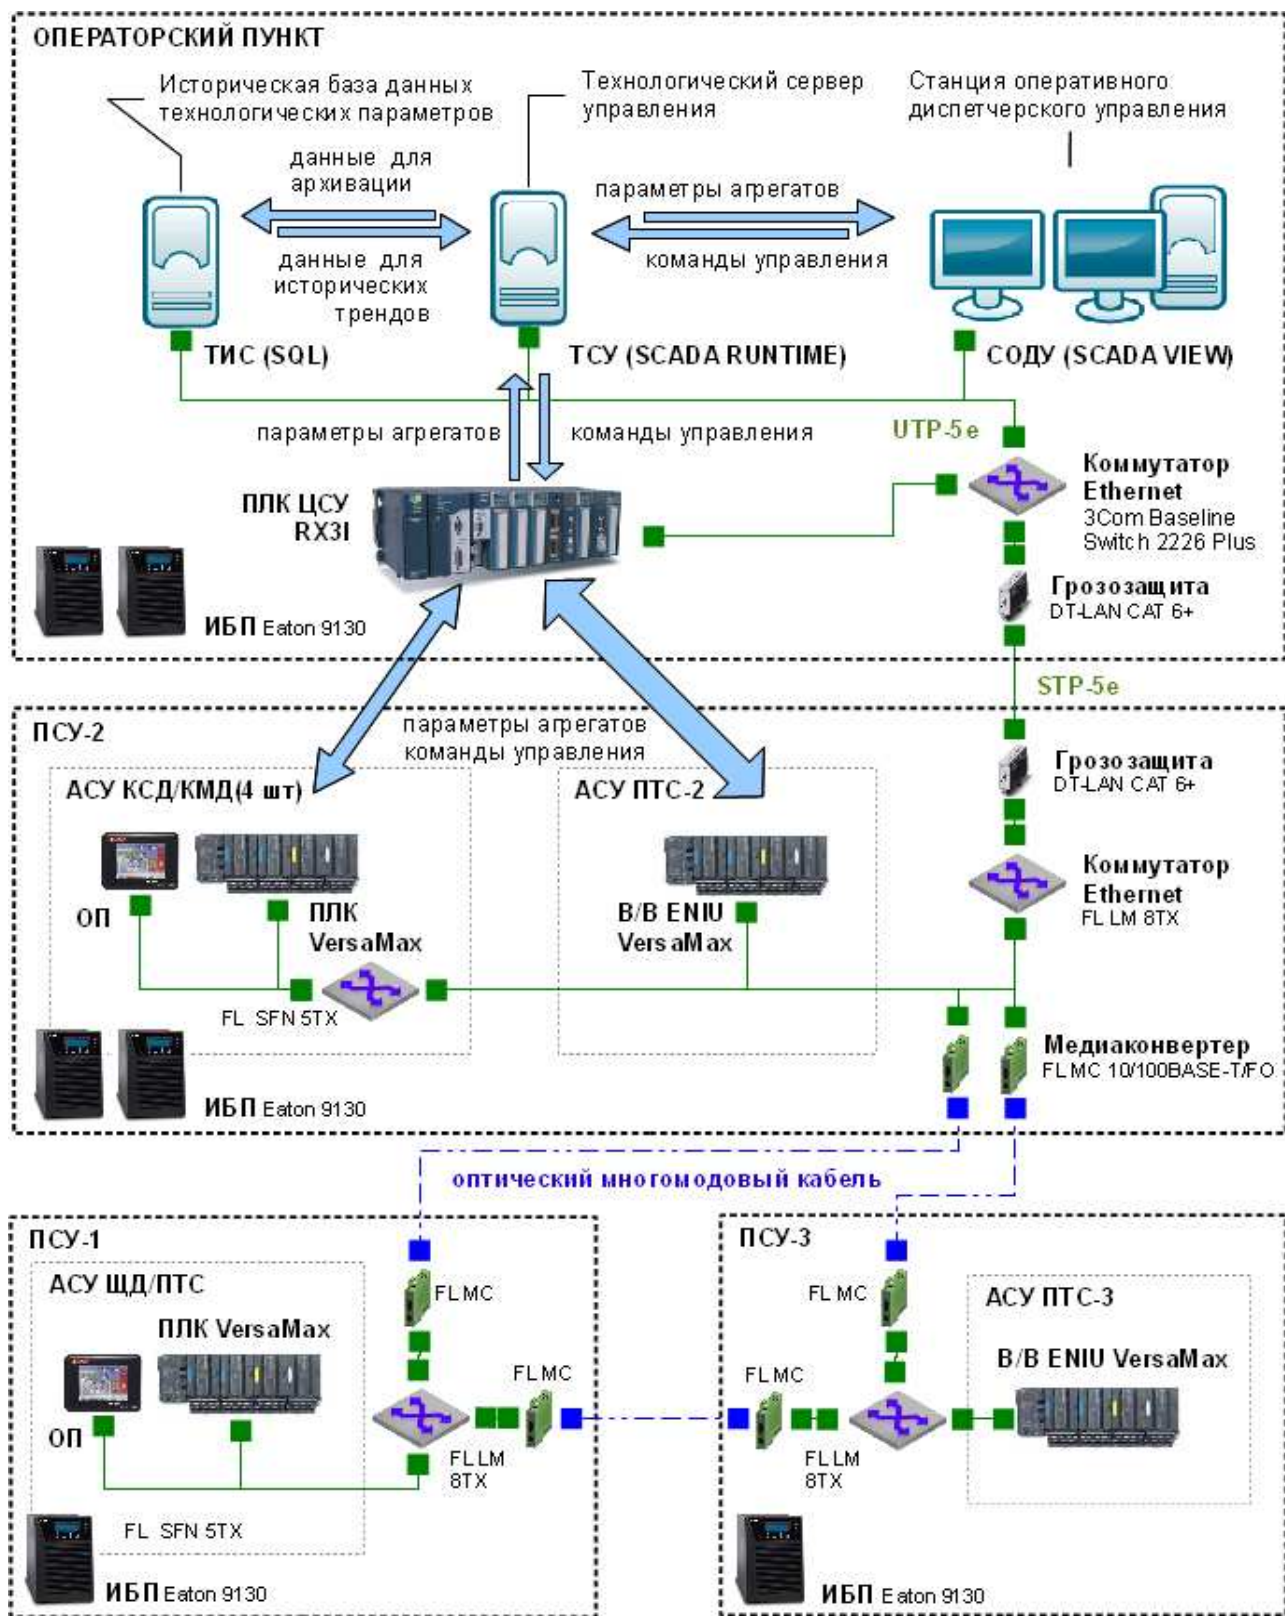 ОПЕРАТОРСКИЙ ПУНКТ
Историческая база данных
технологических параметров
Технологический сервер
управления
Станция оперативного
диспетчерского управления
данные для
архивации
данные для
исторических
трендов
параметры агрегатов
команды управления
ТИС (SQL)
ТСУ (SCADA RUNTIME)
СОДУ (SCADA VIEW)
параметры агрегатов
команды управления
UTP-5e
ПЛК ЦСУ
RX3I
Коммутатор
Ethernet
3Com Baseline
Switch 2226 Plus
Грозозащита
DT-LAN CAT 6+
ИБП Eaton 9130
STP-5e
ПСУ-2
параметры агрегатов
команды управления
АСУ КСД/КМД(4 шт)
АСУ ПТС-2
Грозозащита
DT-LAN CAT 6+
Коммутатор
Ethernet
FL LM 8TX
ОП
ПЛК
VersaMax
В/В ENIU
VersaMax
FL SFN 5TX
Медиаконвертер
FL MC 10/100BASE-T/FO
ИБП Eaton 9130
оптический многомодовый кабель
ПСУ-1
АСУ ЩД/ПТС
ПЛК VersaMax
ОП
FL MC
FL MC
FL LM
8TX
FL SFN 5TX
ИБП Eaton 9130
ПСУ-3
FL MC
FL MC
FL LM
8TX
АСУ ПТС-3
В/В ENIU VersaMax
ИБП Eaton 9130